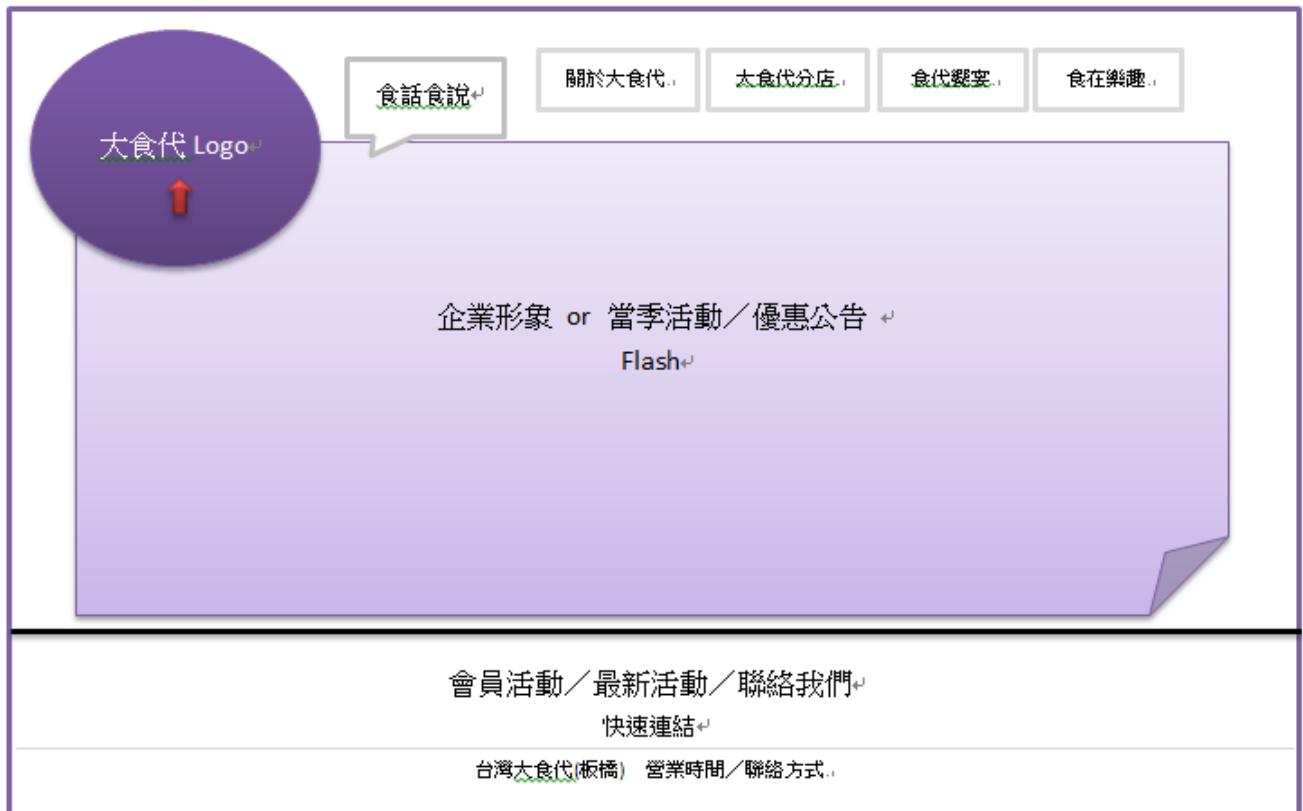 大食代 Logo
食話食說
關於大食代
大食代分店
食代饗宴
食在樂趣
企業形象 or 當季活動／優惠公告
Flash
會員活動／最新活動／聯絡我們
快速連結
台灣大食代(板橋) 營業時間／聯絡方式